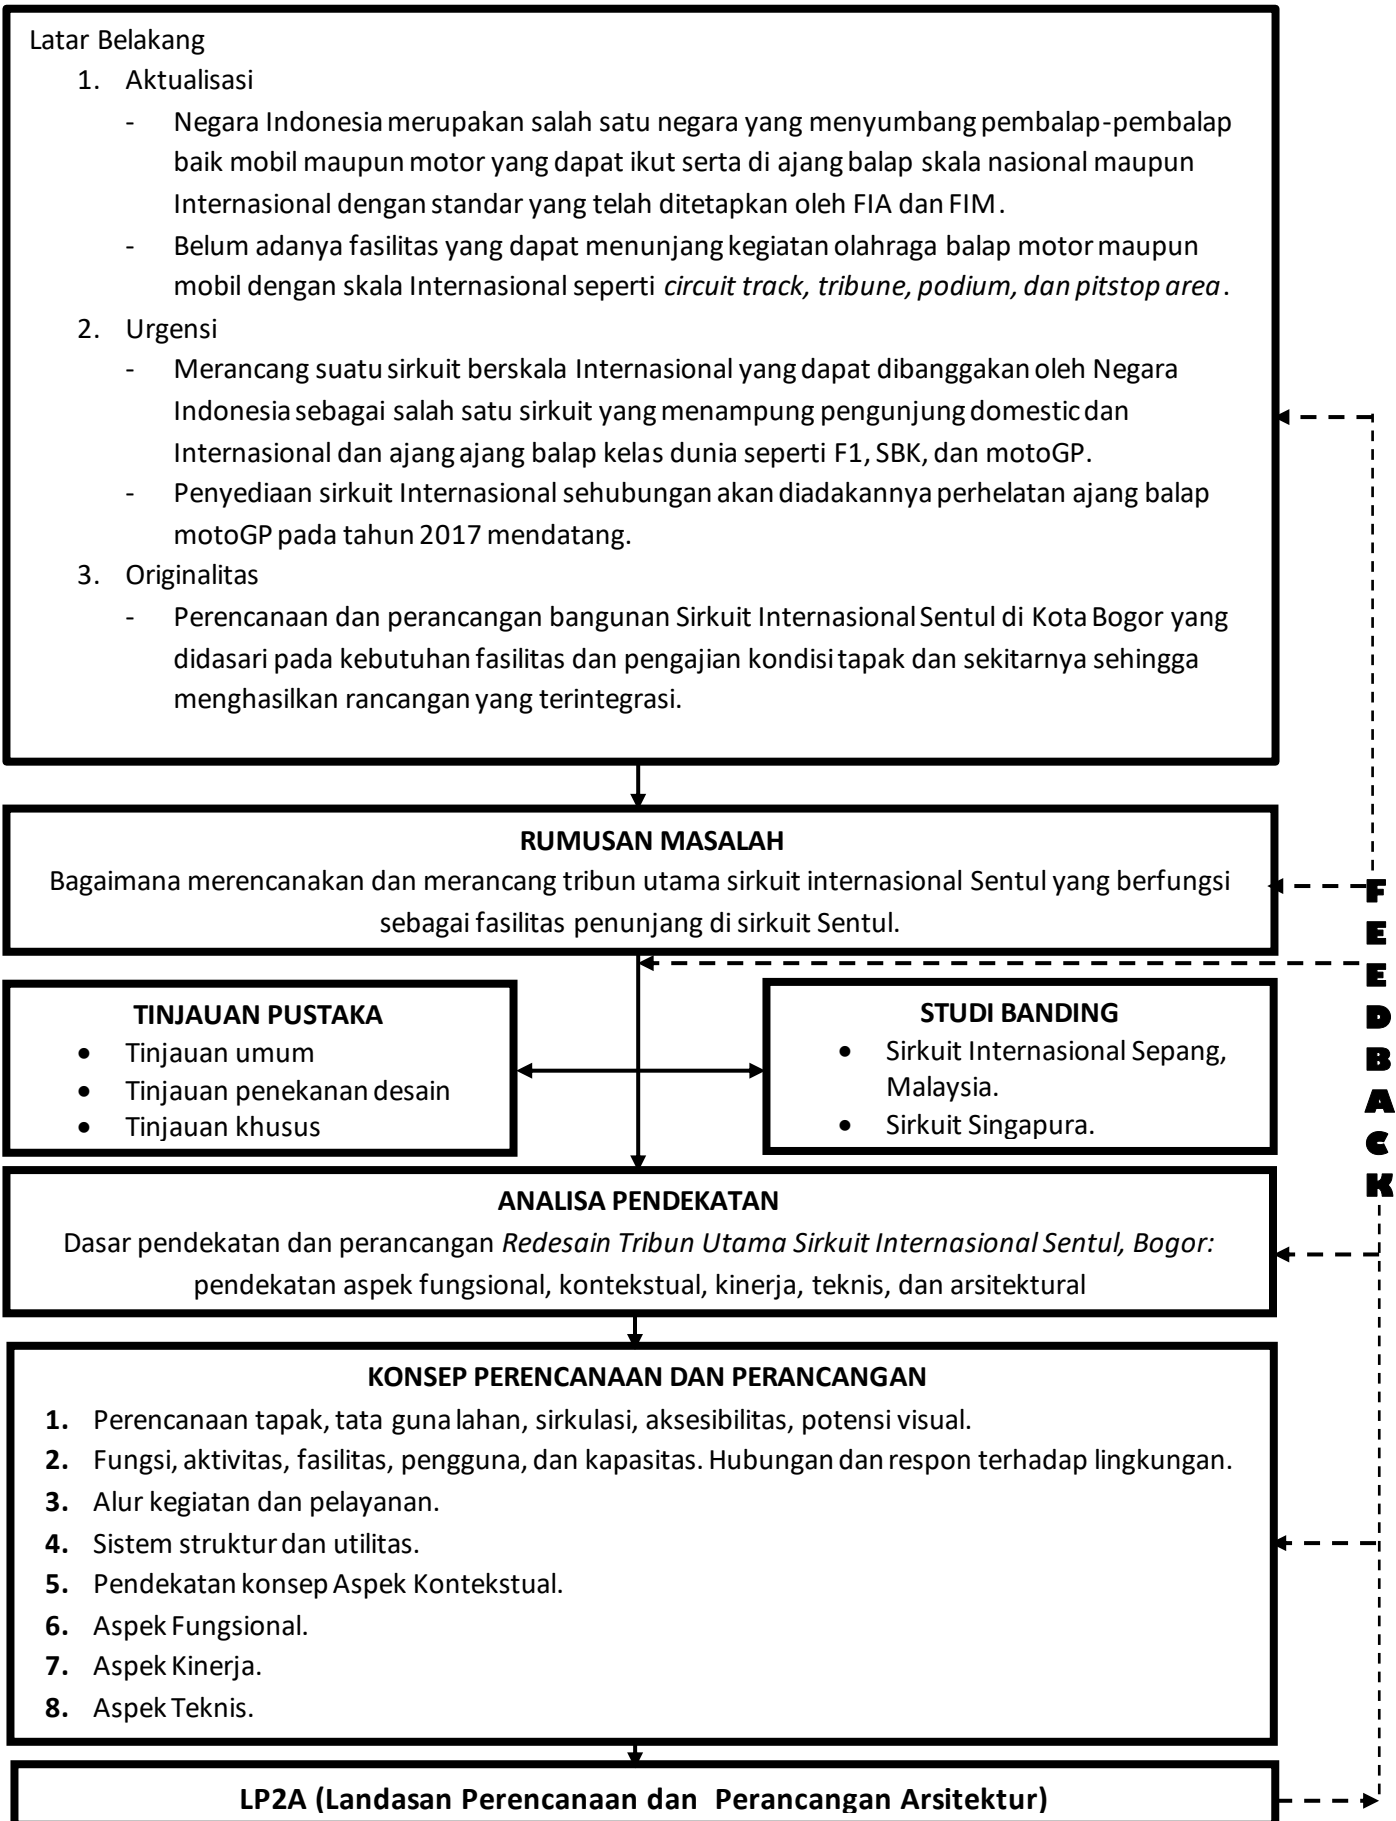 Latar Belakang
1. Aktualisasi
- Negara Indonesia merupakan salah satu negara yang menyumbang pembalap-pembalap
baik mobil maupun motor yang dapat ikut serta di ajang balap skala nasional maupun
Internasional dengan standar yang telah ditetapkan oleh FIA dan FIM.
- Belum adanya fasilitas yang dapat menunjang kegiatan olahraga balap motor maupun
mobil dengan skala Internasional seperti circuit track, tribune, podium, dan pitstop area.
2. Urgensi
- Merancang suatu sirkuit berskala Internasional yang dapat dibanggakan oleh Negara
Indonesia sebagai salah satu sirkuit yang menampung pengunjung domestic dan
Internasional dan ajang ajang balap kelas dunia seperti F1, SBK, dan motoGP.
- Penyediaan sirkuit Internasional sehubungan akan diadakannya perhelatan ajang balap
motoGP pada tahun 2017 mendatang.
3. Originalitas
- Perencanaan dan perancangan bangunan Sirkuit Internasional Sentul di Kota Bogor yang
didasari pada kebutuhan fasilitas dan pengajian kondisi tapak dan sekitarnya sehingga
menghasilkan rancangan yang terintegrasi.
RUMUSAN MASALAH
Bagaimana merencanakan dan merancang tribun utama sirkuit internasional Sentul yang berfungsi
sebagai fasilitas penunjang di sirkuit Sentul.
TINJAUAN PUSTAKA
• Tinjauan umum
• Tinjauan penekanan desain
• Tinjauan khusus
STUDI BANDING
• Sirkuit Internasional Sepang,
Malaysia.
• Sirkuit Singapura.
ANALISA PENDEKATAN
Dasar pendekatan dan perancangan Redesain Tribun Utama Sirkuit Internasional Sentul, Bogor:
pendekatan aspek fungsional, kontekstual, kinerja, teknis, dan arsitektural
KONSEP PERENCANAAN DAN PERANCANGAN
1. Perencanaan tapak, tata guna lahan, sirkulasi, aksesibilitas, potensi visual.
2. Fungsi, aktivitas, fasilitas, pengguna, dan kapasitas. Hubungan dan respon terhadap lingkungan.
3. Alur kegiatan dan pelayanan.
4. Sistem struktur dan utilitas.
5. Pendekatan konsep Aspek Kontekstual.
6. Aspek Fungsional.
7. Aspek Kinerja.
8. Aspek Teknis.
LP2A (Landasan Perencanaan dan Perancangan Arsitektur)
FEEDBACK